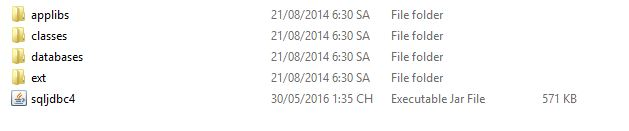 applibs 21/08/2014 6:30 SA File folder
classes 21/08/2014 6:30 SA File folder
databases 21/08/2014 6:30 SA File folder
ext 21/08/2014 6:30 SA File folder
sqljdbc4 30/05/2016 1:35 CH Executable Jar File 571 KB